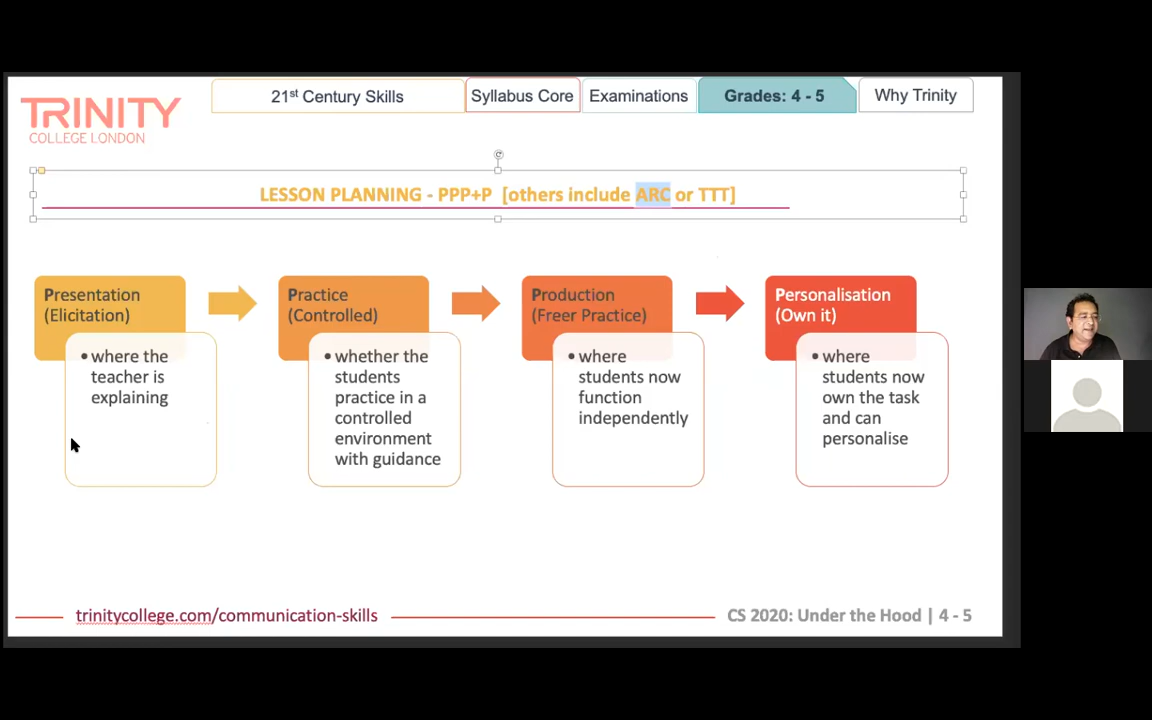 21st Century Skills
Syllabus Core
Examinations
Grades: 4 - 5
Why Trinity
TRINITY
COLLEGE LONDON
LESSON PLANNING - PPP+P [others include ARC or TTT]
Presentation
(Elicitation)
• where the
teacher is
explaining
Practice
(Controlled)
• whether the
students
practice in a
controlled
environment
with guidance
Production
(Freer Practice)
• where
students now
function
independently
Personalisation
(Own it)
• where
students now
own the task
and can
personalise
trinitycollege.com/communication-skills
CS 2020: Under the Hood | 4 - 5